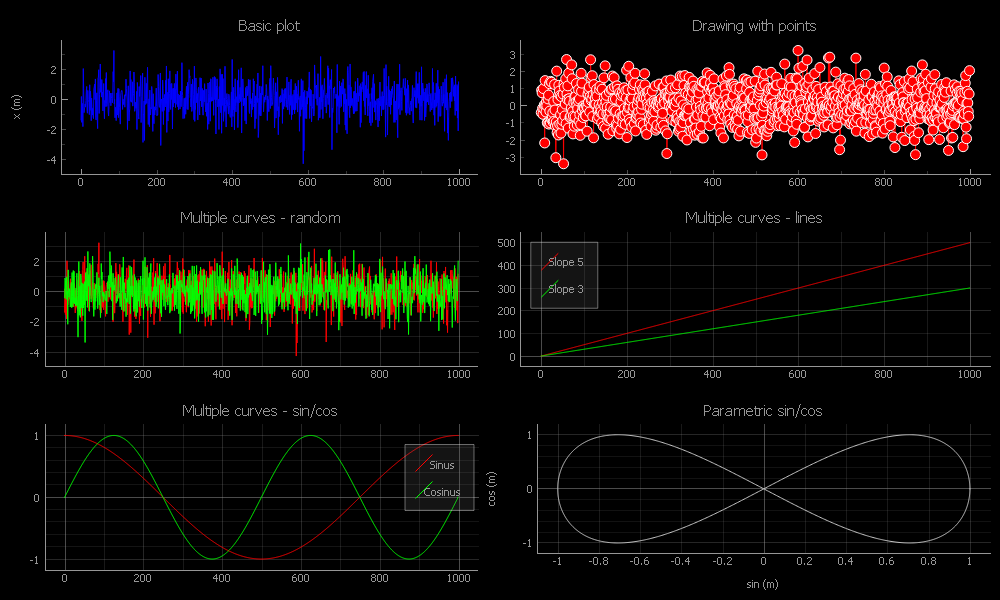 Basic plot
x (m)
2
0
-2
-4
0 200 400 600 800 1000
Drawing with points
3
2
1
0
-1
-2
-3
0 200 400 600 800 1000
Multiple curves - random
2
0
-2
-4
0 200 400 600 800 1000
Multiple curves - lines
500
400
300
200
100
0
Slope 5
Slope 3
0 200 400 600 800 1000
Multiple curves - sin/cos
1
0
-1
Sinus
Cosinus
0 200 400 600 800 1000
Parametric sin/cos
cos (m)
1
0
-1
-1 -0.8 -0.6 -0.4 -0.2 0 0.2 0.4 0.6 0.8 1
sin (m)